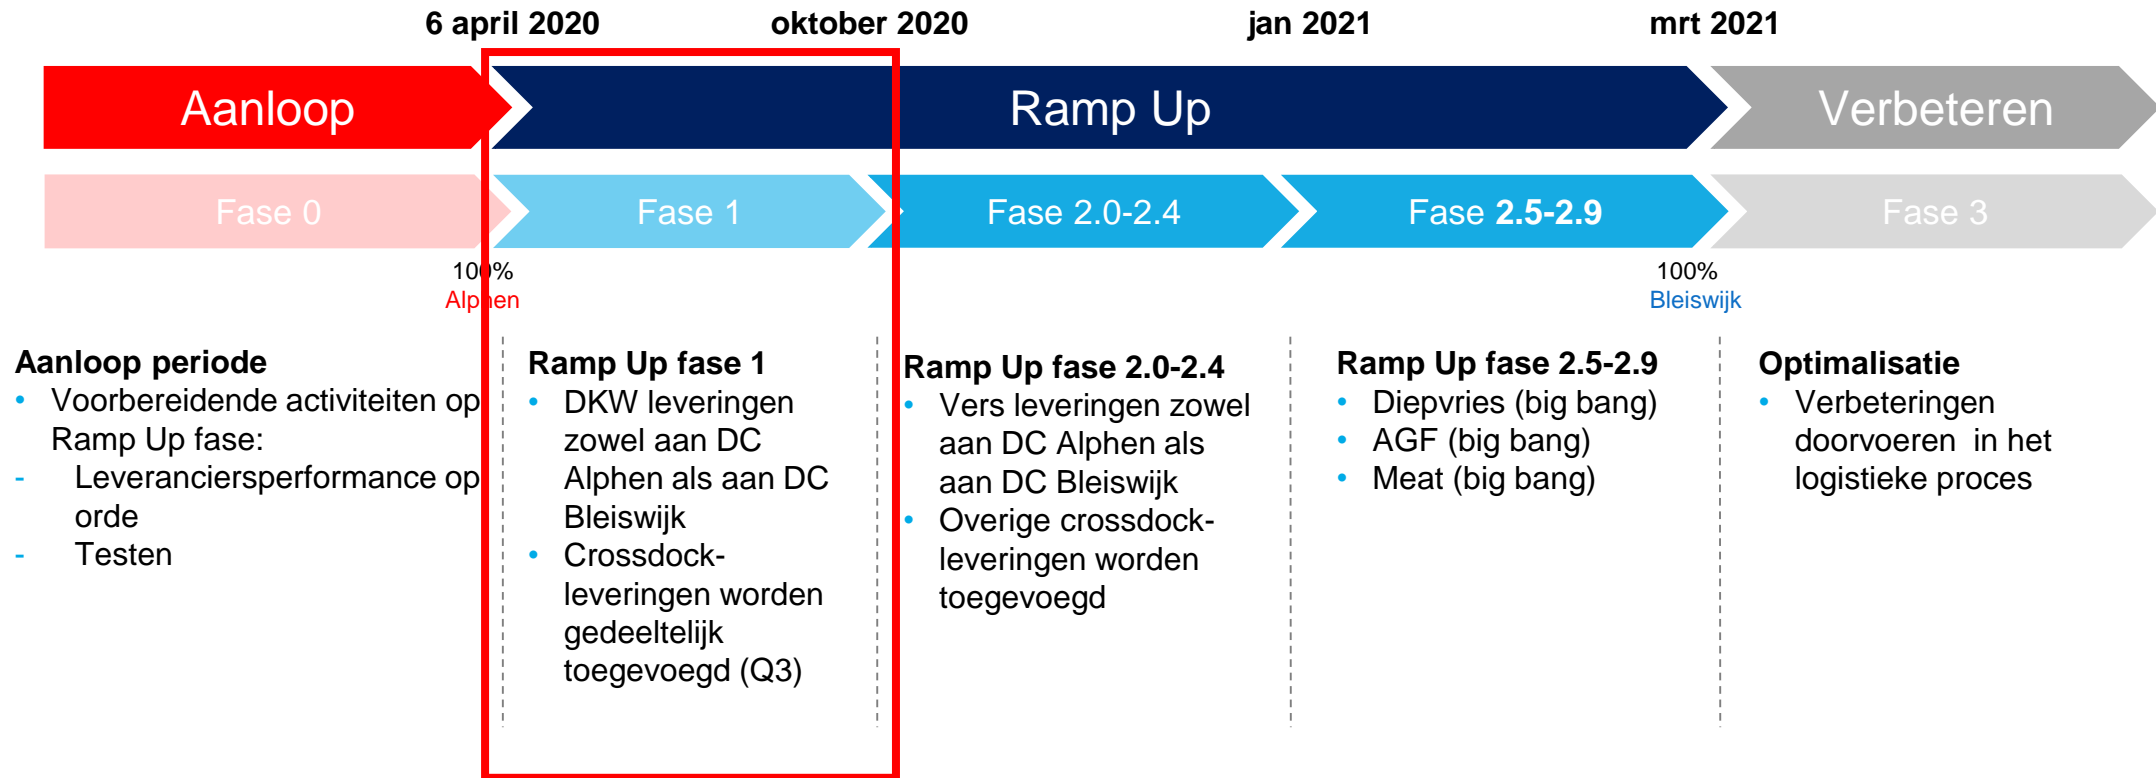 6 april 2020
oktober 2020
jan 2021
mrt 2021
Aanloop
Ramp Up
Verbeteren
Fase 0
Fase 1
Fase 2.0-2.4
Fase 2.5-2.9
Fase 3
100%
Alphen
100%
Bleiswijk
Aanloop periode
• Voorbereidende activiteiten op
Ramp Up fase:
- Leveranciersperformance op
orde
- Testen
Ramp Up fase 1
• DKW leveringen
zowel aan DC
Alphen als aan DC
Bleiswijk
• Crossdock-
leveringen worden
gedeeltelijk
toegevoegd (Q3)
Ramp Up fase 2.0-2.4
• Vers leveringen zowel
aan DC Alphen als
aan DC Bleiswijk
• Overige crossdock-
leveringen worden
toegevoegd
Ramp Up fase 2.5-2.9
• Diepvries (big bang)
• AGF (big bang)
• Meat (big bang)
Optimalisatie
• Verbeteringen
doorvoeren in het
logistieke proces